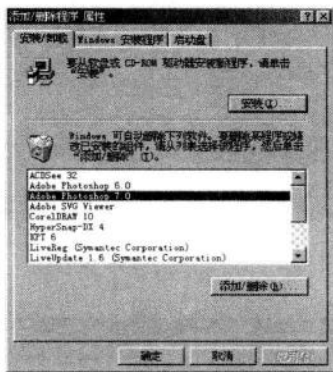 添加/删除程序 属性
安装/卸载 Windows 安装程序 启动盘
要从软盘或 CD-ROM 驱动器安装新程序，请单击
“安装”。
安装(I)...
Windows 可自动删除下列软件。要删除某程序或修
改已安装的组件，请从列表选择该程序，然后单击
“添加/删除” (T)。
ACDSee 32
Adobe Photoshop 6.0
Adobe Photoshop 7.0
Adobe SVG Viewer
CorelDRAW 10
HyperSnap-DX 4
KPT 6
LiveReg (Symantec Corporation)
LiveUpdate 1.6 (Symantec Corporation)
添加/删除(R)...
确定 取消